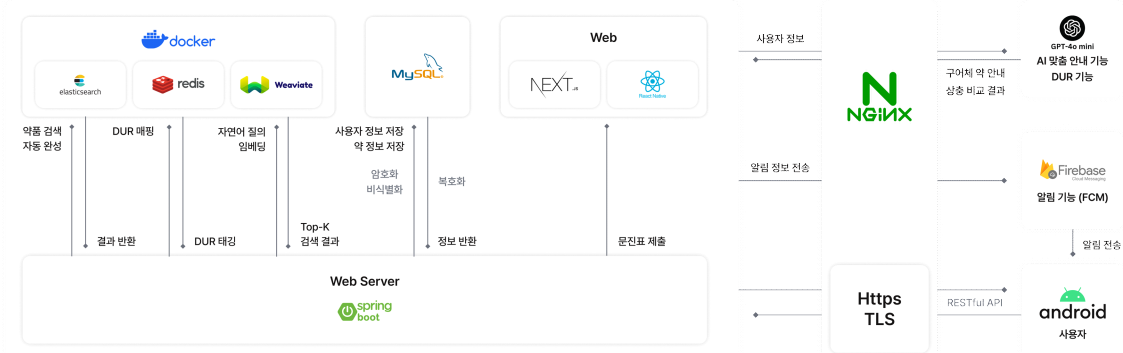 docker
elasticsearch
redis
Weaviate
MySQL
Web
NEXT.JS
React Native
약품 검색
자동 완성
DUR 매핑
자연어 질의
임베딩
사용자 정보 저장
약 정보 저장
암호화
비식별화
복호화
결과 반환
DUR 태깅
Top-K
검색 결과
정보 반환
문진표 제출
Web Server
spring
boot
사용자 정보
NGiNX
GPT-4o mini
AI 맞춤 안내 기능
DUR 기능
구어체 약 안내
상충 비교 결과
알림 정보 전송
Firebase
Cloud Messaging
알림 기능 (FCM)
알림 전송
Https
TLS
RESTful API
android
사용자